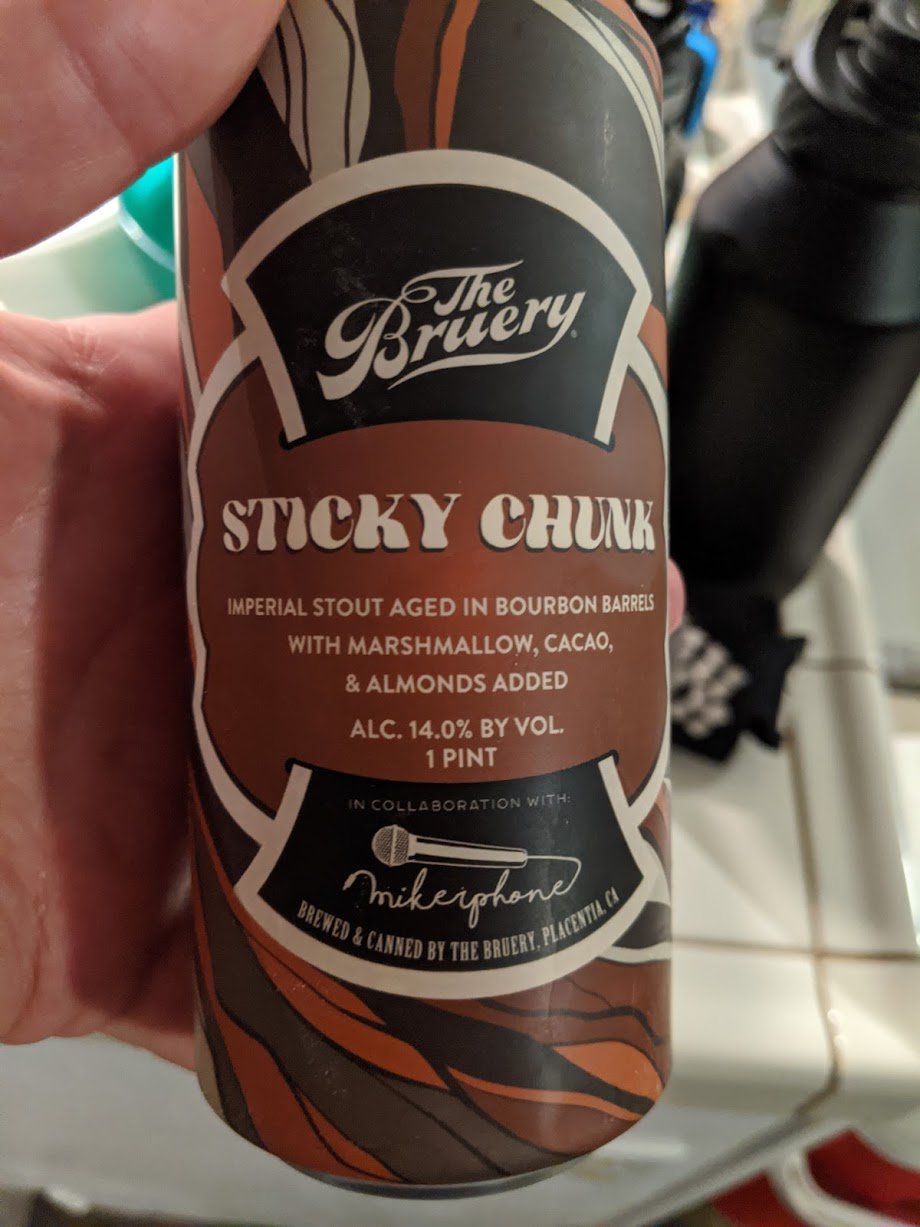 The
Bruery®
STICKY CHUNK
IMPERIAL STOUT AGED IN BOURBON BARRELS
WITH MARSHMALLOW, CACAO,
& ALMONDS ADDED
ALC. 14.0% BY VOL.
1 PINT
IN COLLABORATION WITH:
mikerphone
BREWED & CANNED BY THE BRUERY, PLACENTIA, CA